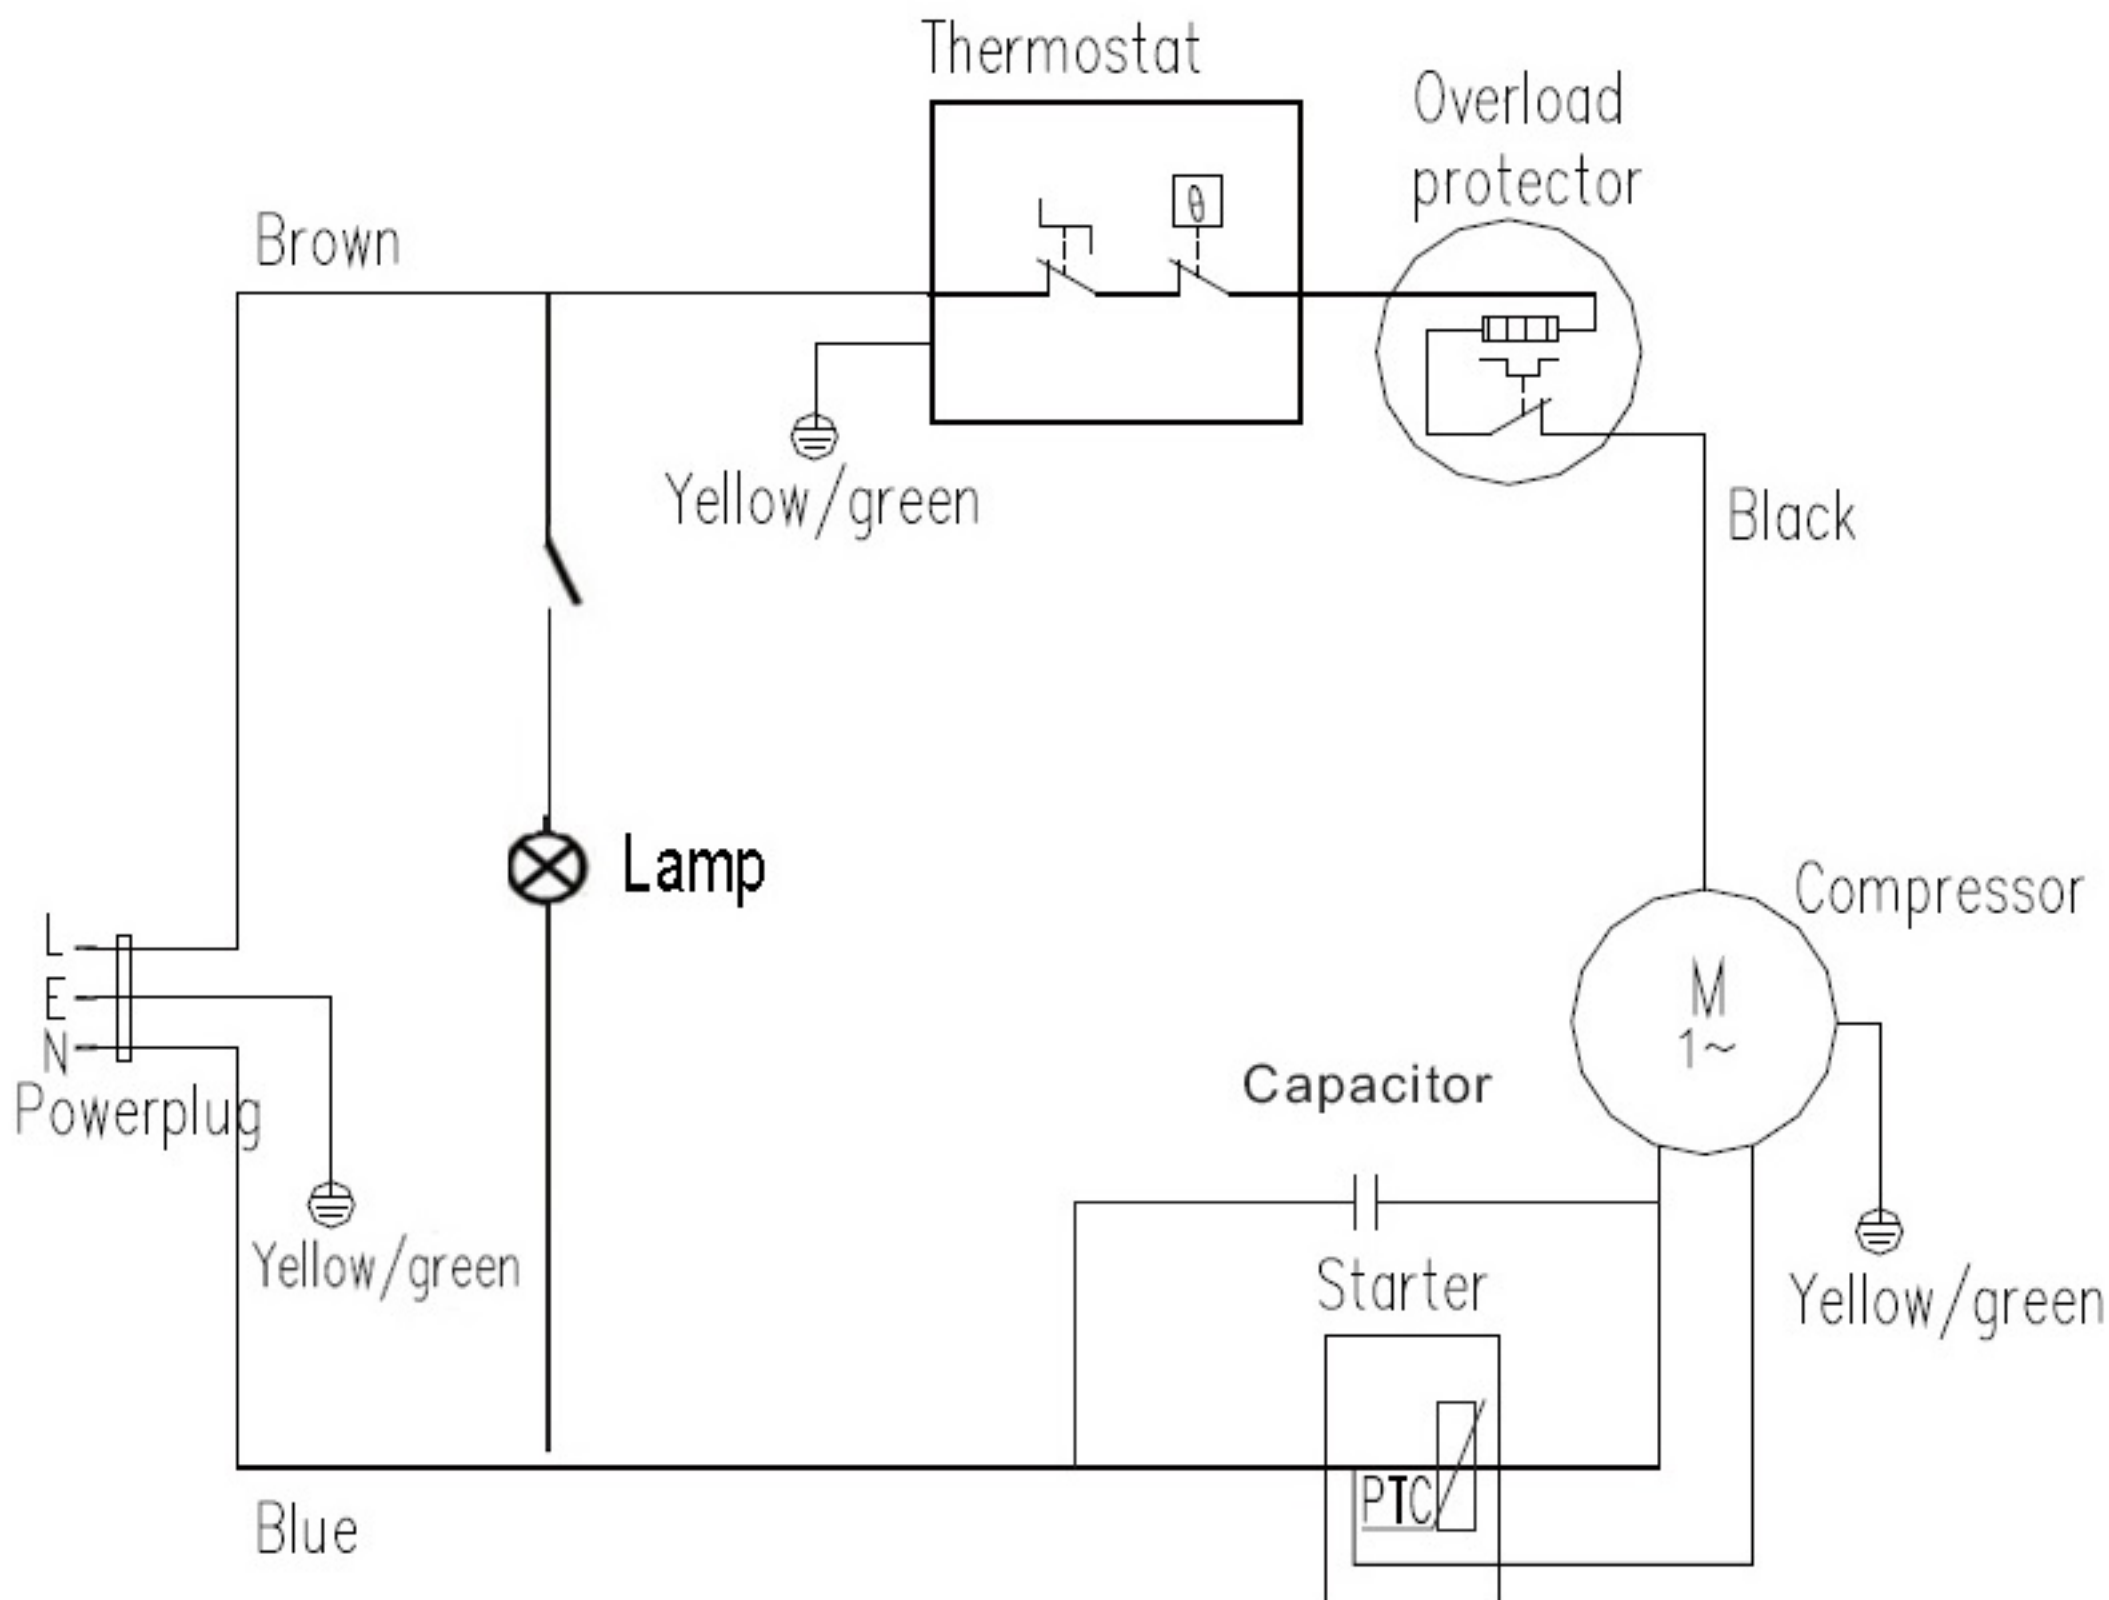 Thermostat
Overload
protector
θ
Brown
Yellow/green
Black
Lamp
Compressor
L
E
N
M
1~
Powerplug
Capacitor
Yellow/green
Starter
Yellow/green
PTC
Blue